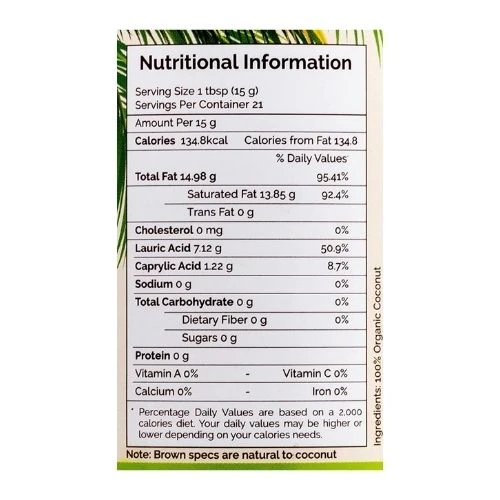 Nutritional Information
Serving Size 1 tbsp (15 g)
Servings Per Container 21
Amount Per 15 g
Calories 134.8kcal Calories from Fat 134.8
% Daily Values*
Total Fat 14.98 g 95.41%
Saturated Fat 13.85 g 92.4%
Trans Fat 0 g
Cholesterol 0 mg 0%
Lauric Acid 7.12 g 50.9%
Caprylic Acid 1.22 g 8.7%
Sodium 0 g 0%
Total Carbohydrate 0 g 0%
Dietary Fiber 0 g 0%
Sugars 0 g
Protein 0 g
Vitamin A 0% - Vitamin C 0%
Calcium 0% - Iron 0%
* Percentage Daily Values are based on a 2,000
calories diet. Your daily values may be higher or
lower depending on your calories needs.
Note: Brown specs are natural to coconut
Ingredients: 100% Organic Coconut